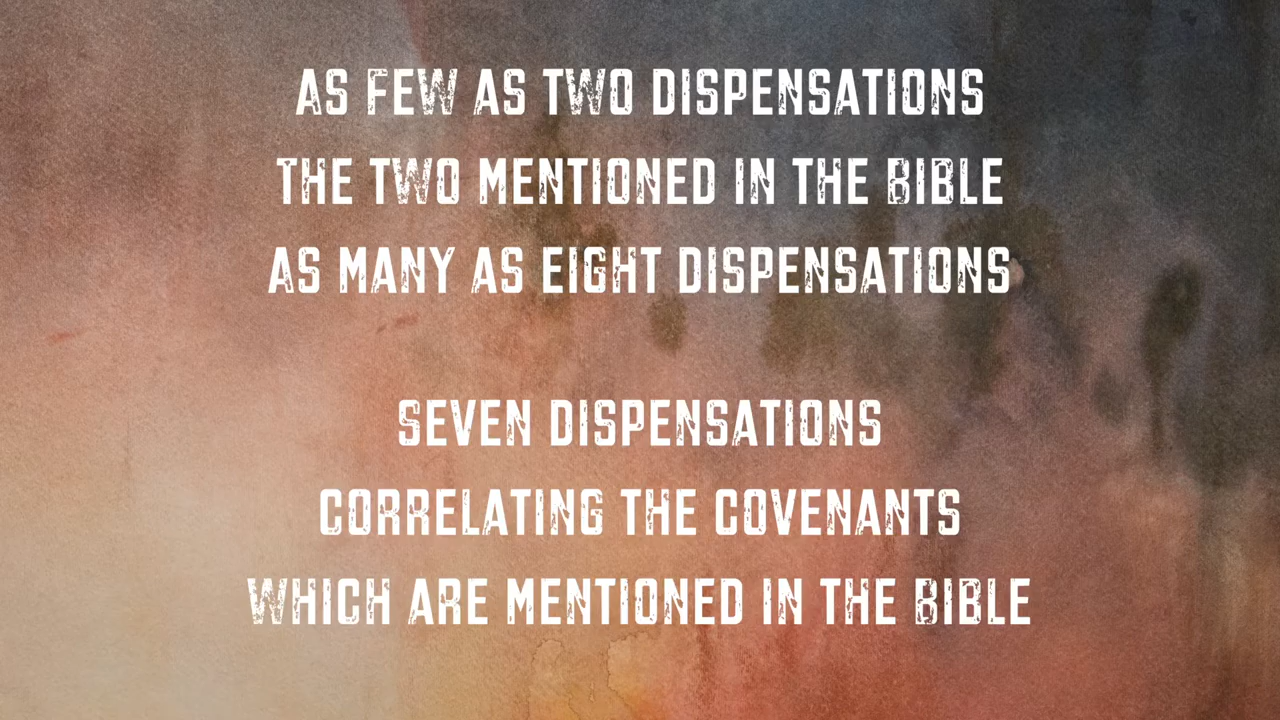 AS FEW AS TWO DISPENSATIONS
THE TWO MENTIONED IN THE BIBLE
AS MANY AS EIGHT DISPENSATIONS
SEVEN DISPENSATIONS
CORRELATING THE COVENANTS
WHICH ARE MENTIONED IN THE BIBLE